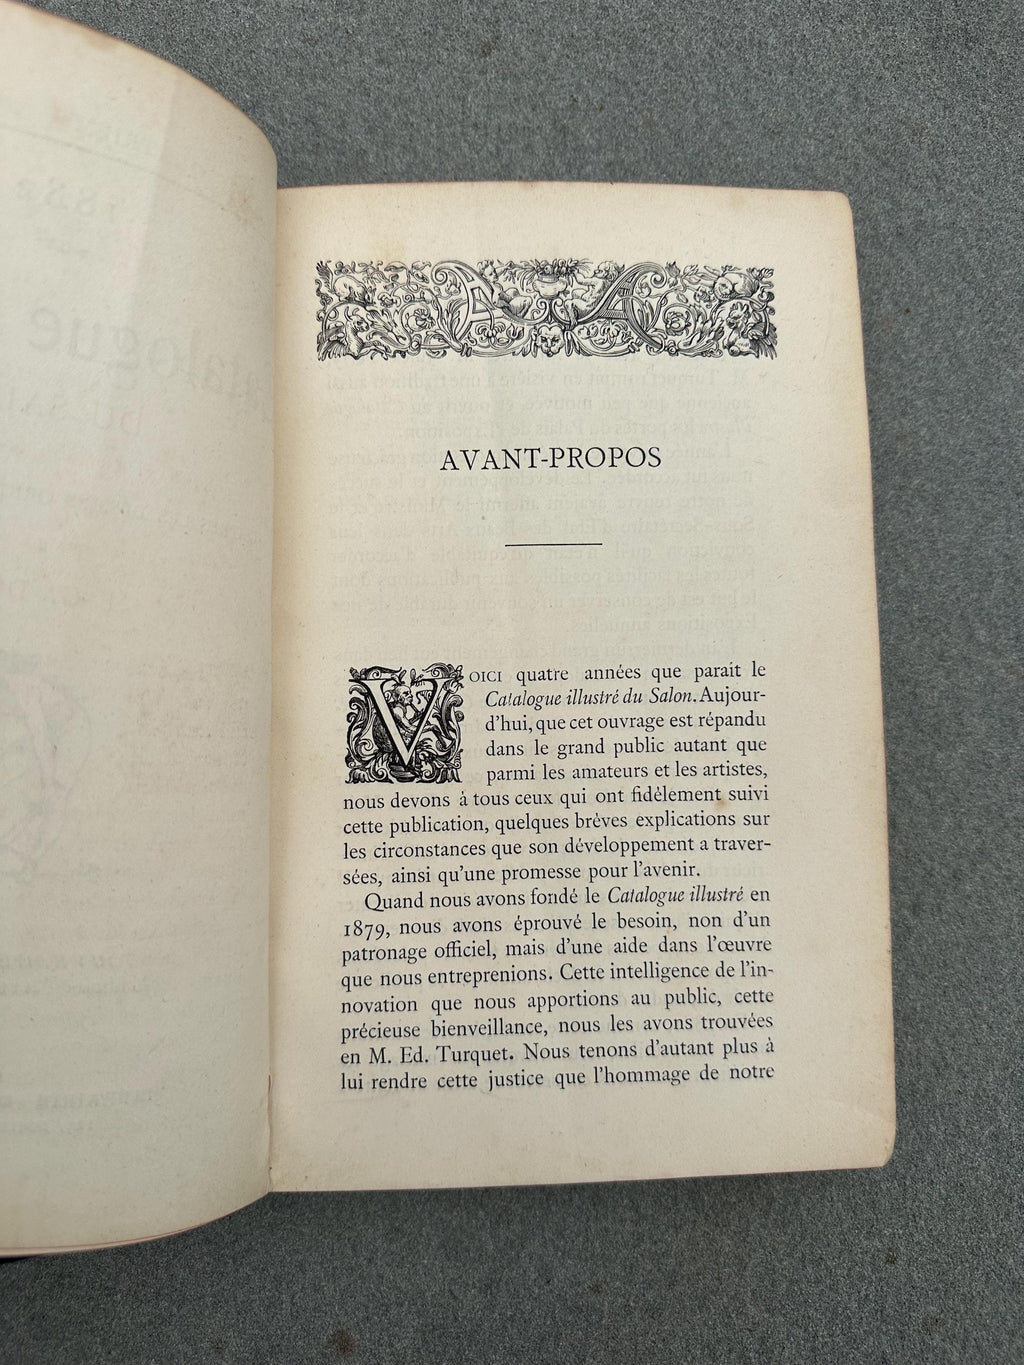 AVANT-PROPOS
VOICI quatre années que parait le
Catalogue illustré du Salon. Aujour-
d'hui, que cet ouvrage est répandu
dans le grand public autant que
parmi les amateurs et les artistes,
nous devons à tous ceux qui ont fidèlement suivi
cette publication, quelques brèves explications sur
les circonstances que son développement a traver-
sées, ainsi qu'une promesse pour l'avenir.
Quand nous avons fondé le Catalogue illustré en
1879, nous avons éprouvé le besoin, non d'un
patronage officiel, mais d'une aide dans l'œuvre
que nous entreprenions. Cette intelligence de l'in-
novation que nous apportions au public, cette
précieuse bienveillance, nous les avons trouvées
en M. Ed. Turquet. Nous tenons d'autant plus à
lui rendre cette justice que l'hommage de notre